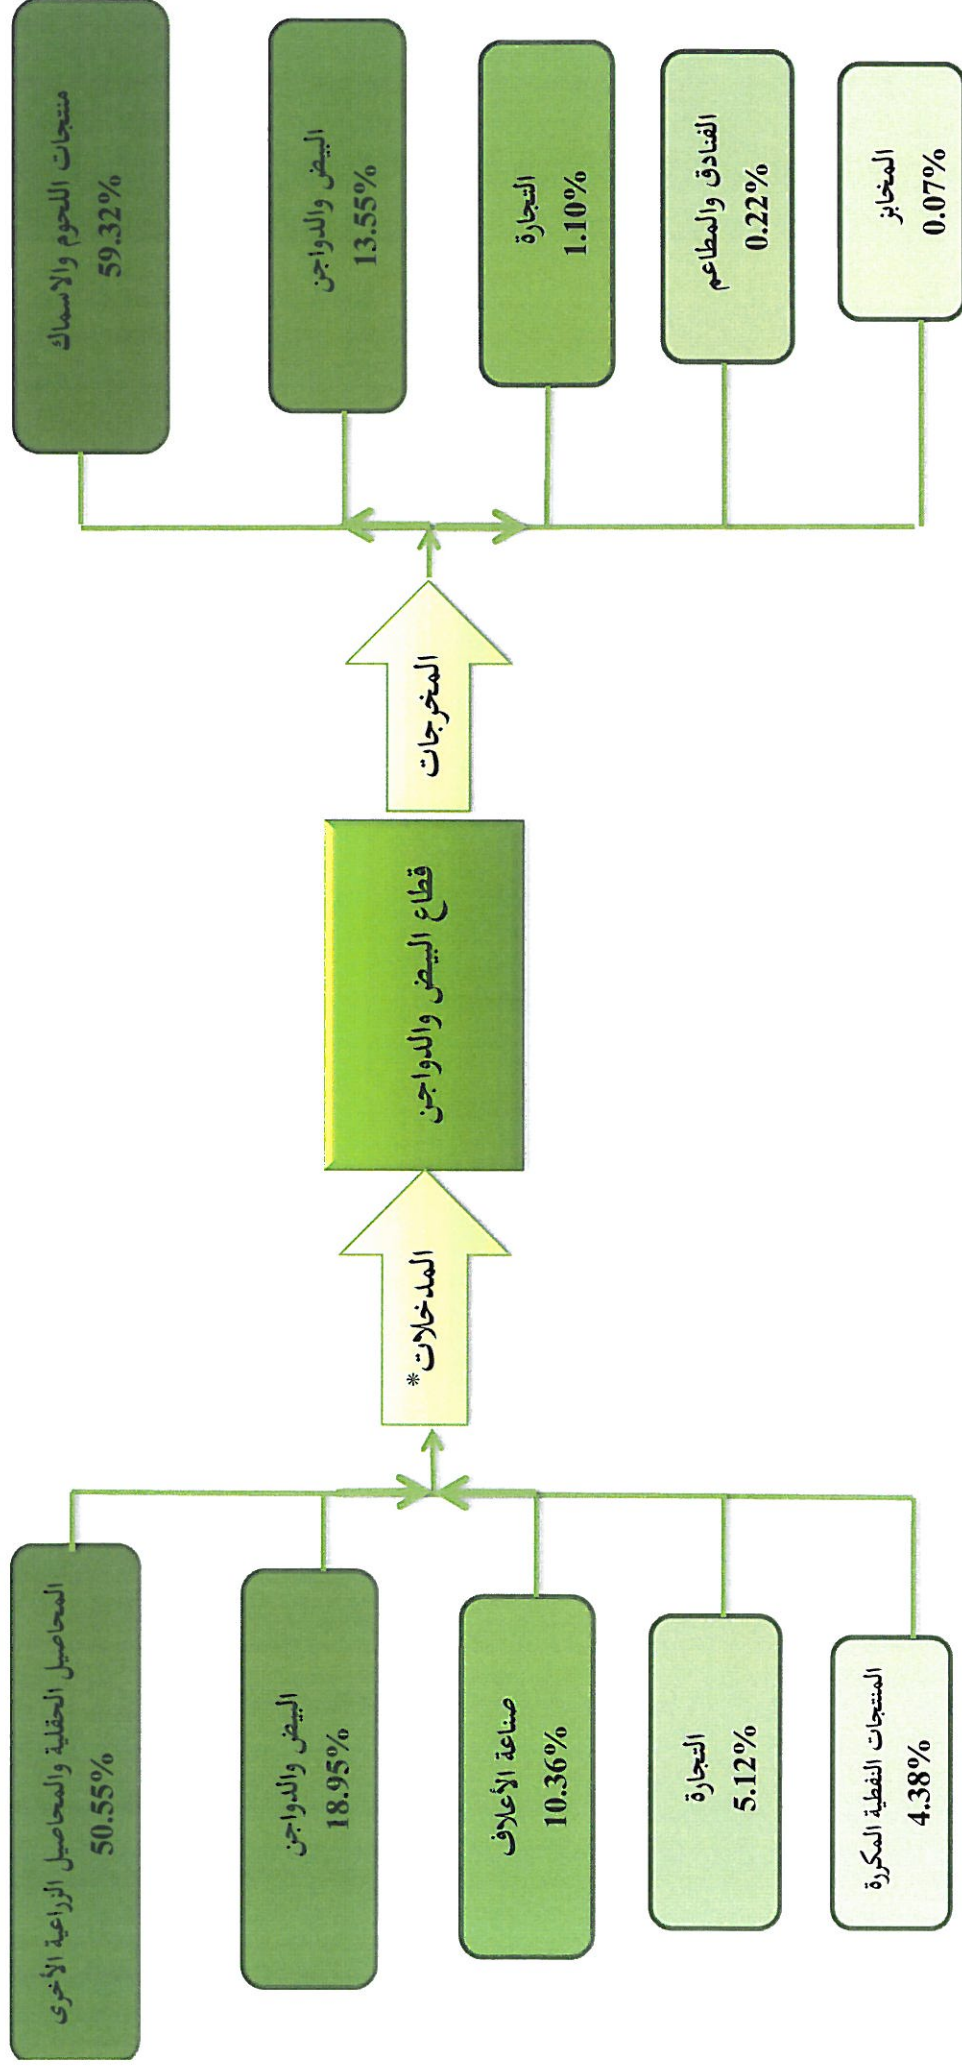 المحاصيل الحقلية والمحاصيل الزراعية الأخرى
50.55%
البيض والدواجن
18.95%
صناعة الأعلاف
10.36%
التجارة
5.12%
المنتجات النفطية المكررة
4.38%
المدخلات*
قطاع البيض والدواجن
المخرجات
منتجات اللحوم والاسماك
59.32%
البيض والدواجن
13.55%
التجارة
1.10%
الفنادق والمطاعم
0.22%
المخابز
0.07%